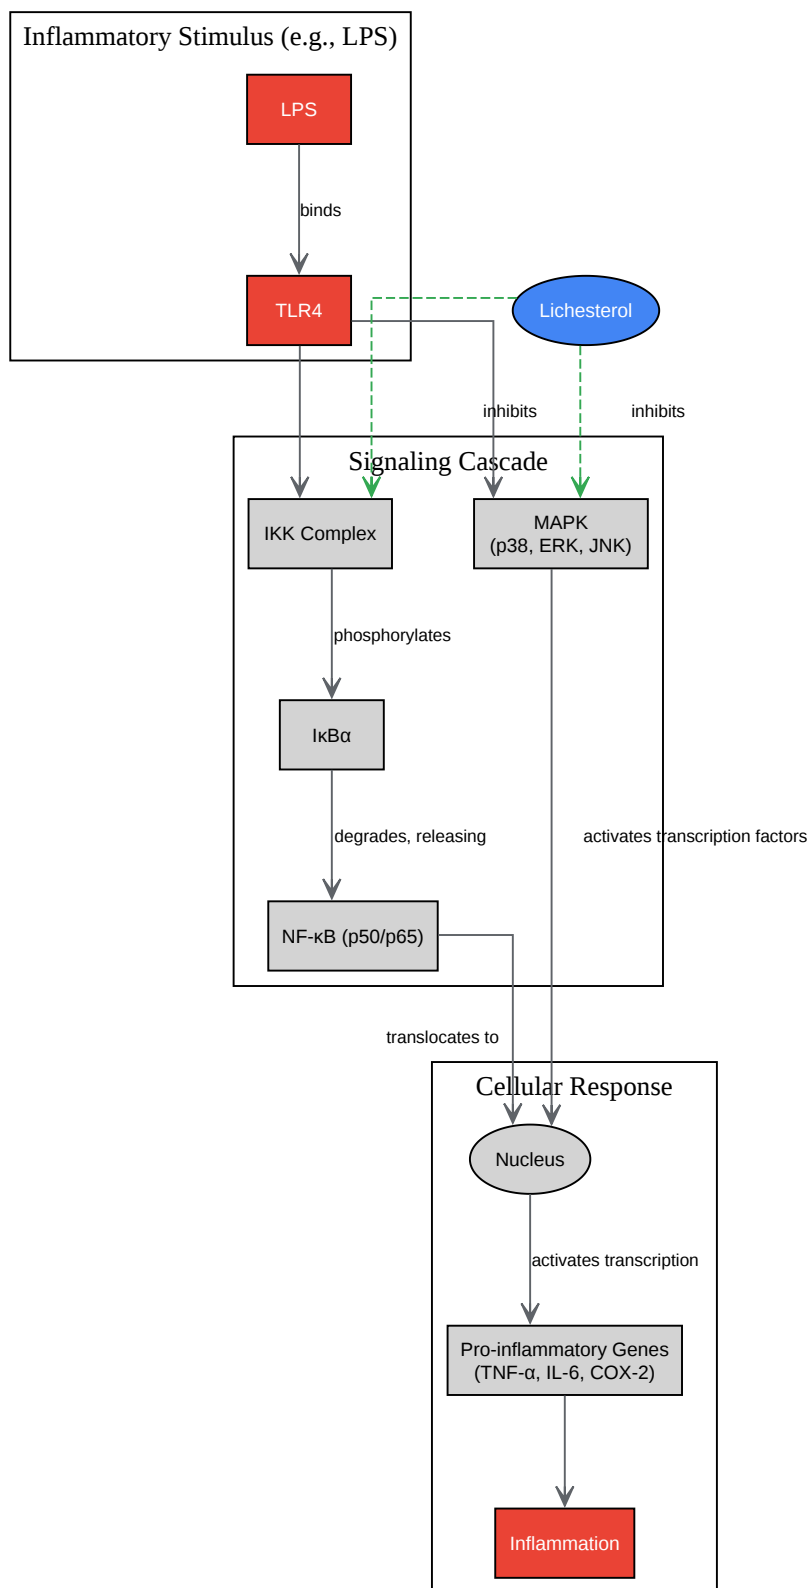 Inflammatory Stimulus (e.g., LPS)
LPS
binds
TLR4
Lichesterol
inhibits
inhibits
Signaling Cascade
IKK Complex
MAPK
(p38, ERK, JNK)
phosphorylates
IκBα
degrades, releasing
activates transcription factors
NF-κB (p50/p65)
translocates to
Cellular Response
Nucleus
activates transcription
Pro-inflammatory Genes
(TNF-α, IL-6, COX-2)
Inflammation